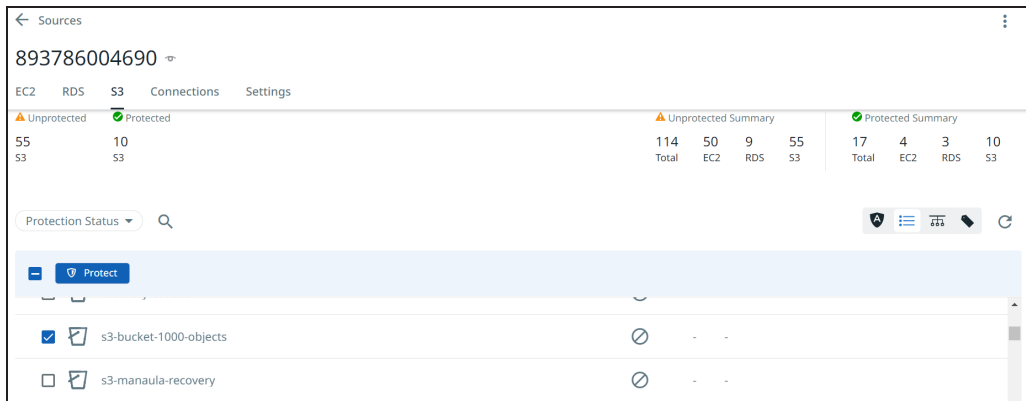 Sources
893786004690
EC2 RDS S3 Connections Settings
Unprotected Protected Unprotected Summary Protected Summary
55 10 114 50 9 55 17 4 3 10
S3 S3 Total EC2 RDS S3 Total EC2 RDS S3
Protection Status
Protect
s3-bucket-1000-objects - -
s3-manaula-recovery - -